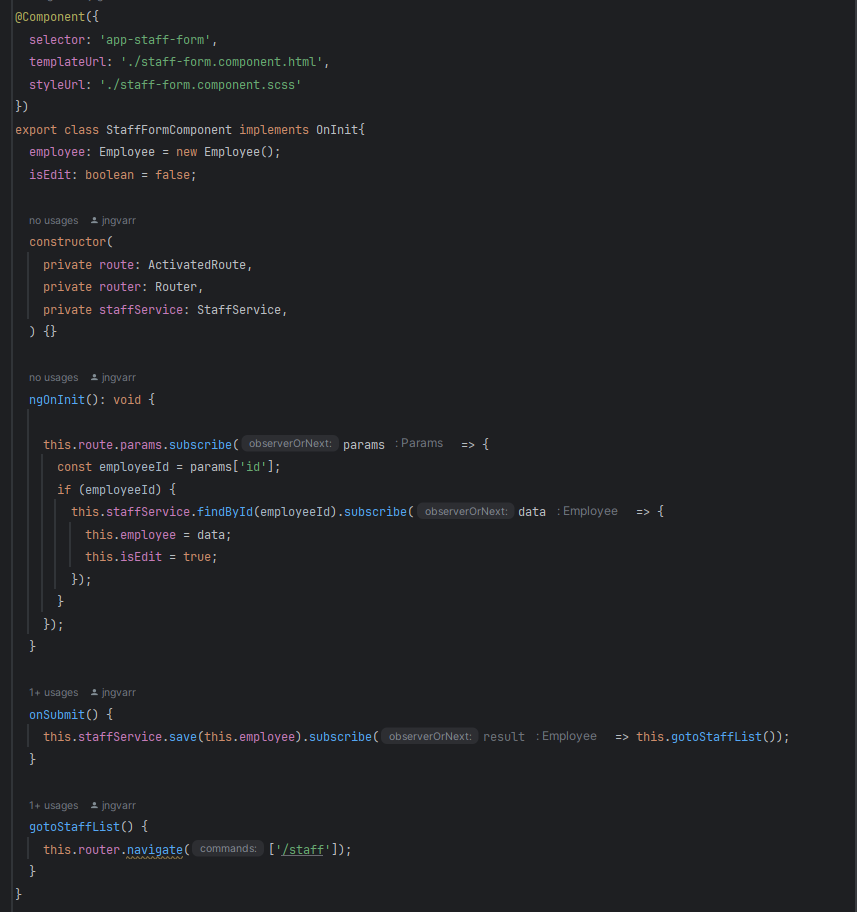 @Component({
  selector: 'app-staff-form',
  templateUrl: './staff-form.component.html',
  styleUrl: './staff-form.component.scss'
})
export class StaffFormComponent implements OnInit{
  employee: Employee = new Employee();
  isEdit: boolean = false;
  no usages jngvarr
  constructor(
    private route: ActivatedRoute,
    private router: Router,
    private staffService: StaffService,
  ) {}
  no usages jngvarr
  ngOnInit(): void {
    this.route.params.subscribe( observerOrNext: params : Params => {
      const employeeId = params['id'];
      if (employeeId) {
        this.staffService.findById(employeeId).subscribe( observerOrNext: data : Employee => {
          this.employee = data;
          this.isEdit = true;
        });
      }
    });
  }
  1+ usages jngvarr
  onSubmit() {
    this.staffService.save(this.employee).subscribe( observerOrNext: result : Employee => this.gotoStaffList());
  }
  1+ usages jngvarr
  gotoStaffList() {
    this.router.navigate( commands: ['/staff']);
  }
}